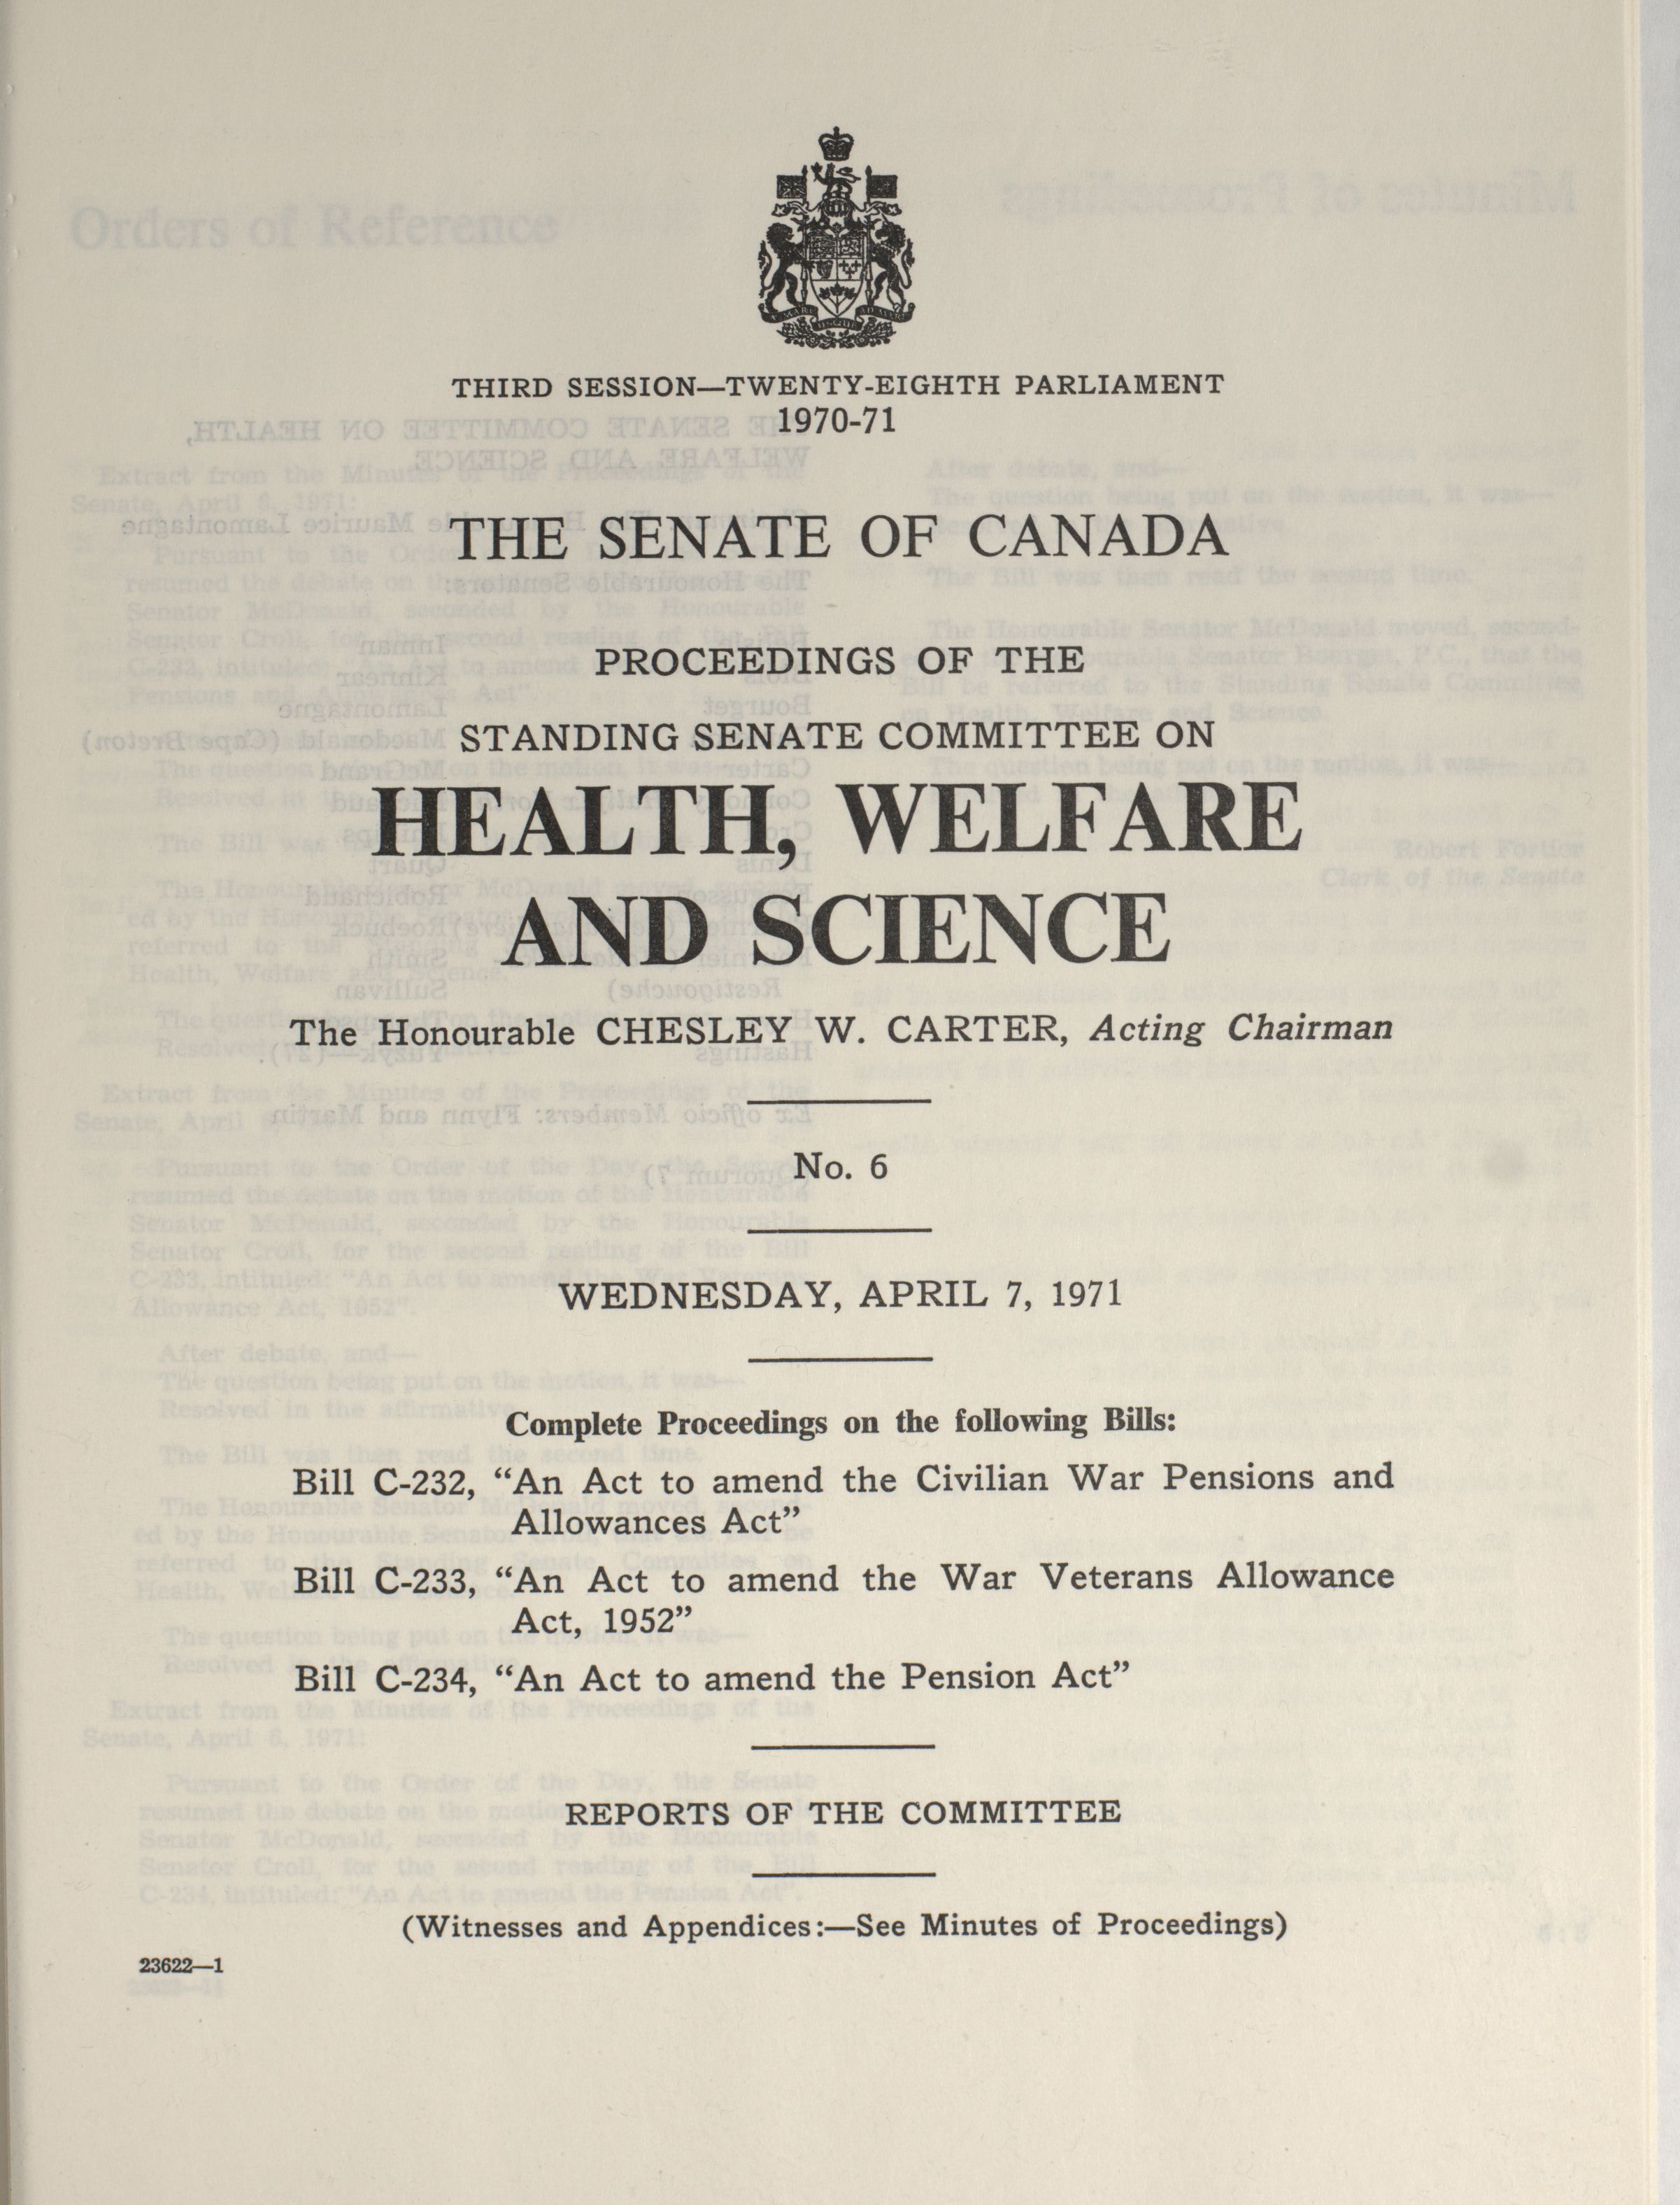 THIRD SESSION—TWENTY-EIGHTH PARLIAMENT
1970-71
THE SENATE OF CANADA
PROCEEDINGS OF THE
STANDING SENATE COMMITTEE ON
HEALTH, WELFARE
AND SCIENCE
The Honourable CHESLEY W. CARTER, Acting Chairman
No. 6
WEDNESDAY, APRIL 7, 1971
Complete Proceedings on the following Bills:
Bill C-232, “An Act to amend the Civilian War Pensions and
Allowances Act”
Bill C-233, “An Act to amend the War Veterans Allowance
Act, 1952”
Bill C-234, “An Act to amend the Pension Act”
REPORTS OF THE COMMITTEE
(Witnesses and Appendices:—See Minutes of Proceedings)
23622—1